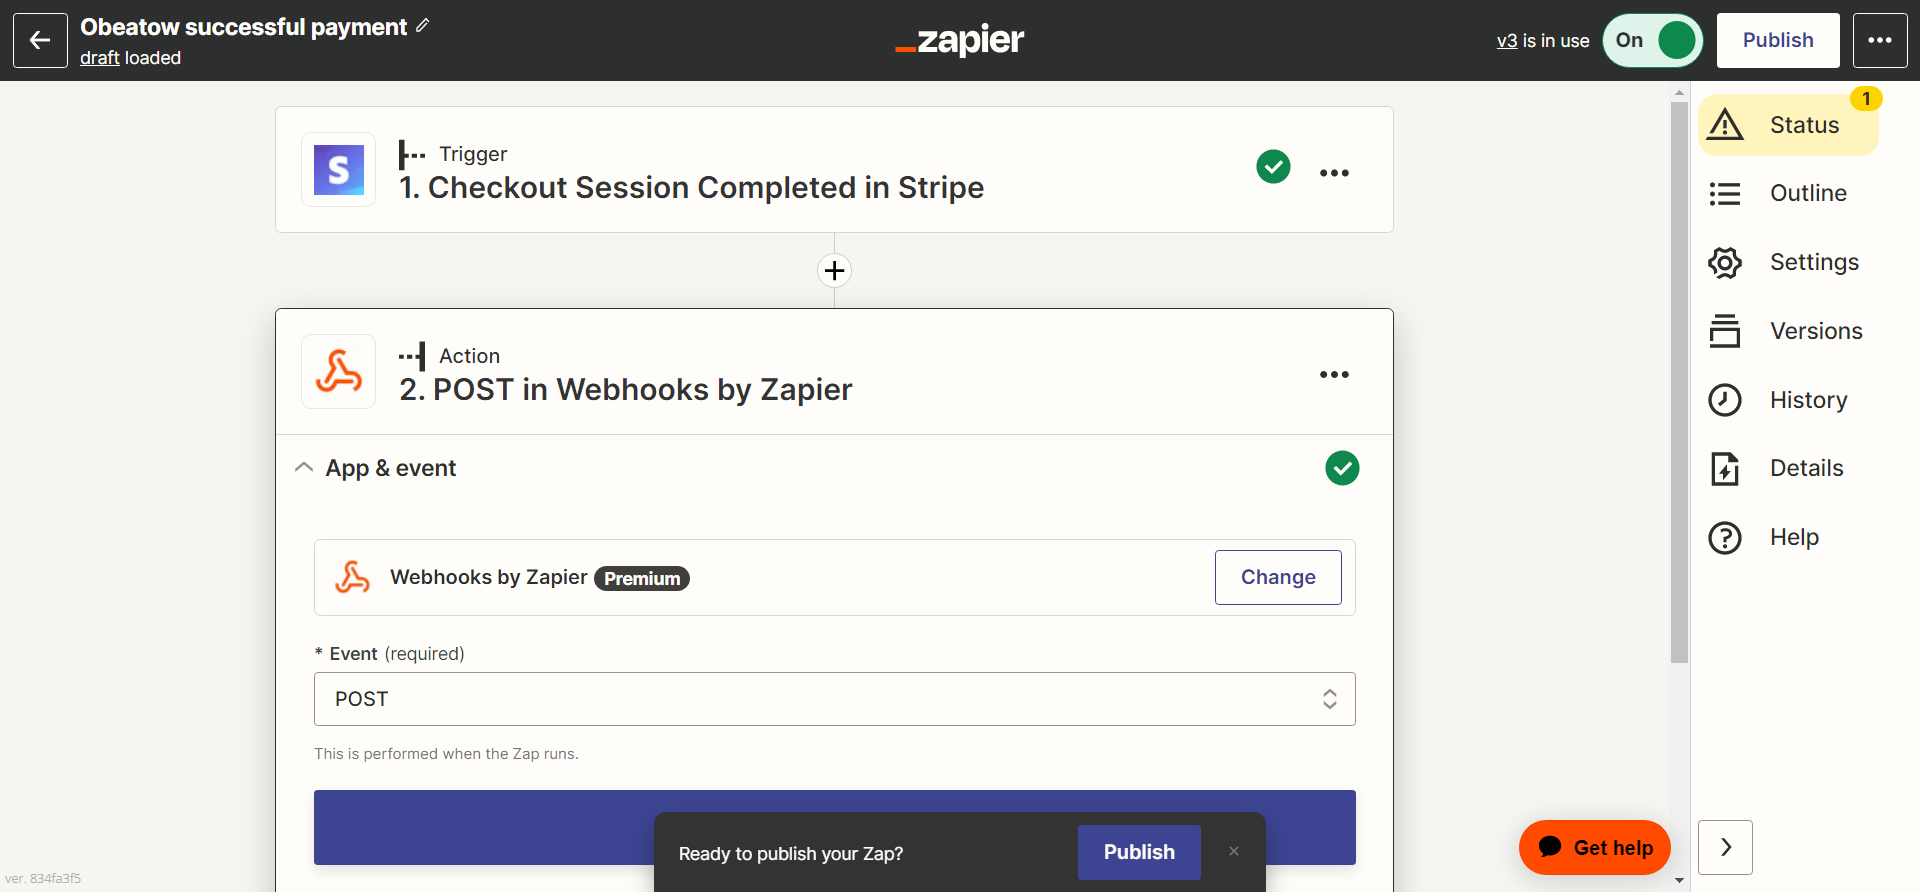 Obeatow successful payment
draft loaded
zapier
v3 is in use
On
Publish
Trigger
1. Checkout Session Completed in Stripe
Action
2. POST in Webhooks by Zapier
App & event
Webhooks by Zapier Premium
Change
* Event (required)
POST
This is performed when the Zap runs.
Ready to publish your Zap?
Publish
×
1
Status
Outline
Settings
Versions
History
Details
Help
Get help
ver. 834fa3f5